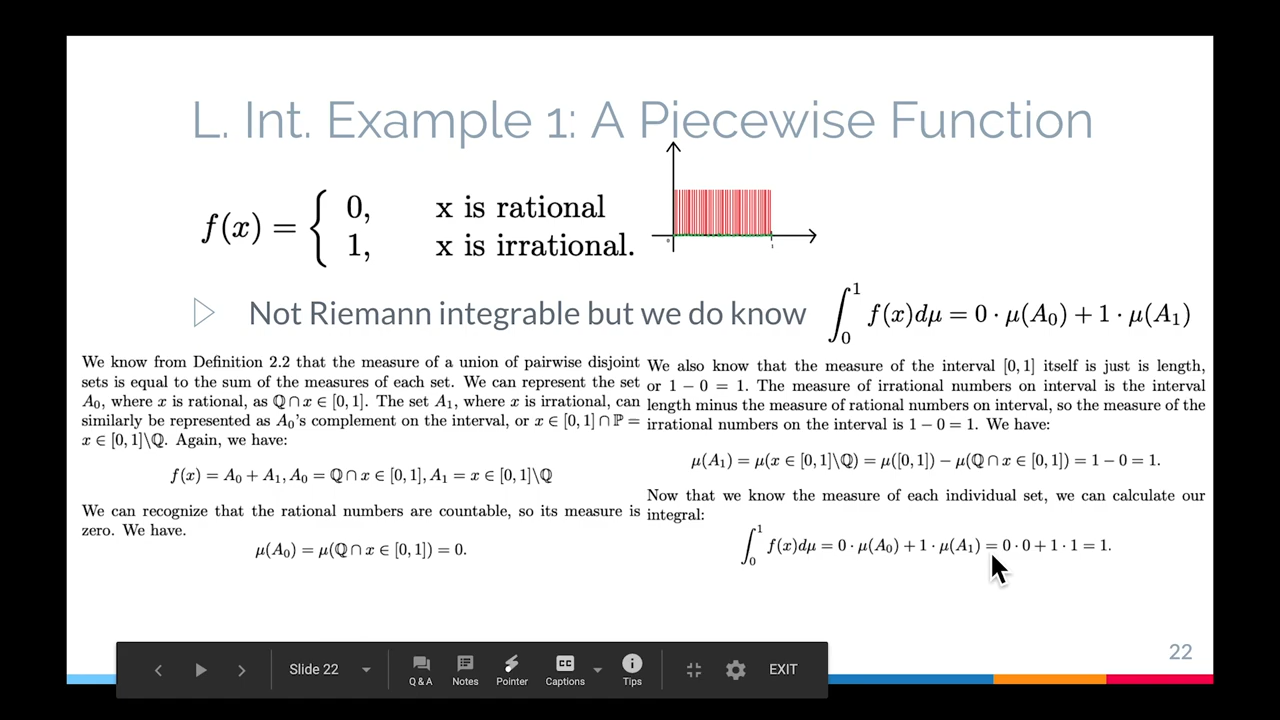 L. Int. Example 1: A Piecewise Function
f(x) = { 0, x is rational
1, x is irrational.
0 1
Not Riemann integrable but we do know ∫₀¹ f(x)dμ = 0 · μ(A₀) + 1 · μ(A₁)
We know from Definition 2.2 that the measure of a union of pairwise disjoint
sets is equal to the sum of the measures of each set. We can represent the set
A₀, where x is rational, as ℚ ∩ x ∈ [0, 1]. The set A₁, where x is irrational, can
similarly be represented as A₀'s complement on the interval, or x ∈ [0, 1] ∩ ℙ =
x ∈ [0, 1]\ℚ. Again, we have:
f(x) = A₀ + A₁, A₀ = ℚ ∩ x ∈ [0, 1], A₁ = x ∈ [0, 1]\ℚ
We can recognize that the rational numbers are countable, so its measure is
zero. We have.
μ(A₀) = μ(ℚ ∩ x ∈ [0, 1]) = 0.
We also know that the measure of the interval [0, 1] itself is just is length,
or 1 − 0 = 1. The measure of irrational numbers on interval is the interval
length minus the measure of rational numbers on interval, so the measure of the
irrational numbers on the interval is 1 − 0 = 1. We have:
μ(A₁) = μ(x ∈ [0, 1]\ℚ) = μ([0, 1]) − μ(ℚ ∩ x ∈ [0, 1]) = 1 − 0 = 1.
Now that we know the measure of each individual set, we can calculate our
integral:
∫₀¹ f(x)dμ = 0 · μ(A₀) + 1 · μ(A₁) = 0 · 0 + 1 · 1 = 1.
22
Slide 22
Q & A Notes Pointer CC Captions Tips EXIT